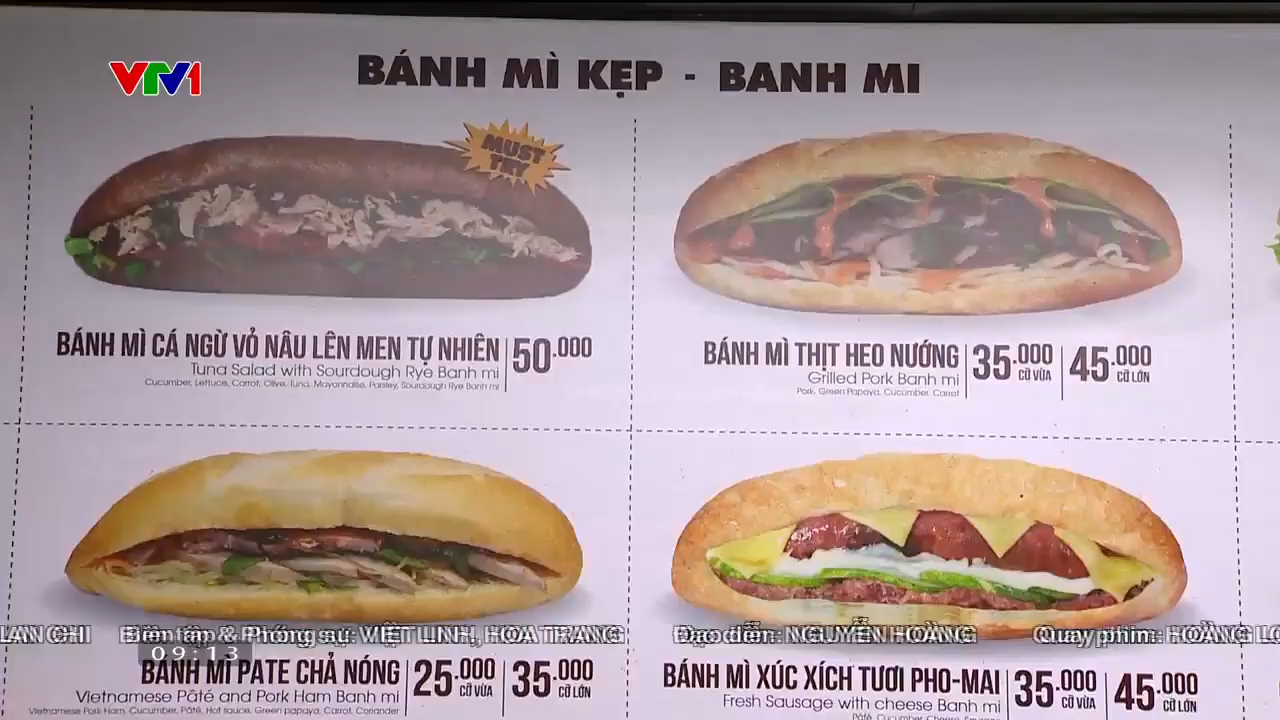 VTV1
BÁNH MÌ KẸP - BANH MI
MUST
TRY
BÁNH MÌ CÁ NGỪ VỎ NÂU LÊN MEN TỰ NHIÊN 50.000
Tuna Salad with Sourdough Rye Banh mi
Cucumber, Lettuce, Carrot, Olive, Tuna, Mayonnaise, Parsley, Sourdough Rye Banh mi
BÁNH MÌ THỊT HEO NƯỚNG 35.000 CỠ VỪA 45.000 CỠ LỚN
Grilled Pork Banh mi
Pork, Green Papaya, Cucumber, Carrot
LAN CHI Biên tập & Phóng sự: VIỆT LINH, HOA TRANG Đạo diễn: NGUYỄN HOÀNG Quay phim: HOÀNG
09:13
BÁNH MÌ PATE CHẢ NÓNG 25.000 CỠ VỪA 35.000 CỠ LỚN
Vietnamese Pâté and Pork Ham Banh mi
Vietnamese Pork Ham, Cucumber, Pâté, Hot sauce, Green papaya, Carrot, Coriander
BÁNH MÌ XÚC XÍCH TƯƠI PHO-MAI 35.000 CỠ VỪA 45.000 CỠ LỚN
Fresh Sausage with cheese Banh mi
Pâté, Cucumber, Cheese,